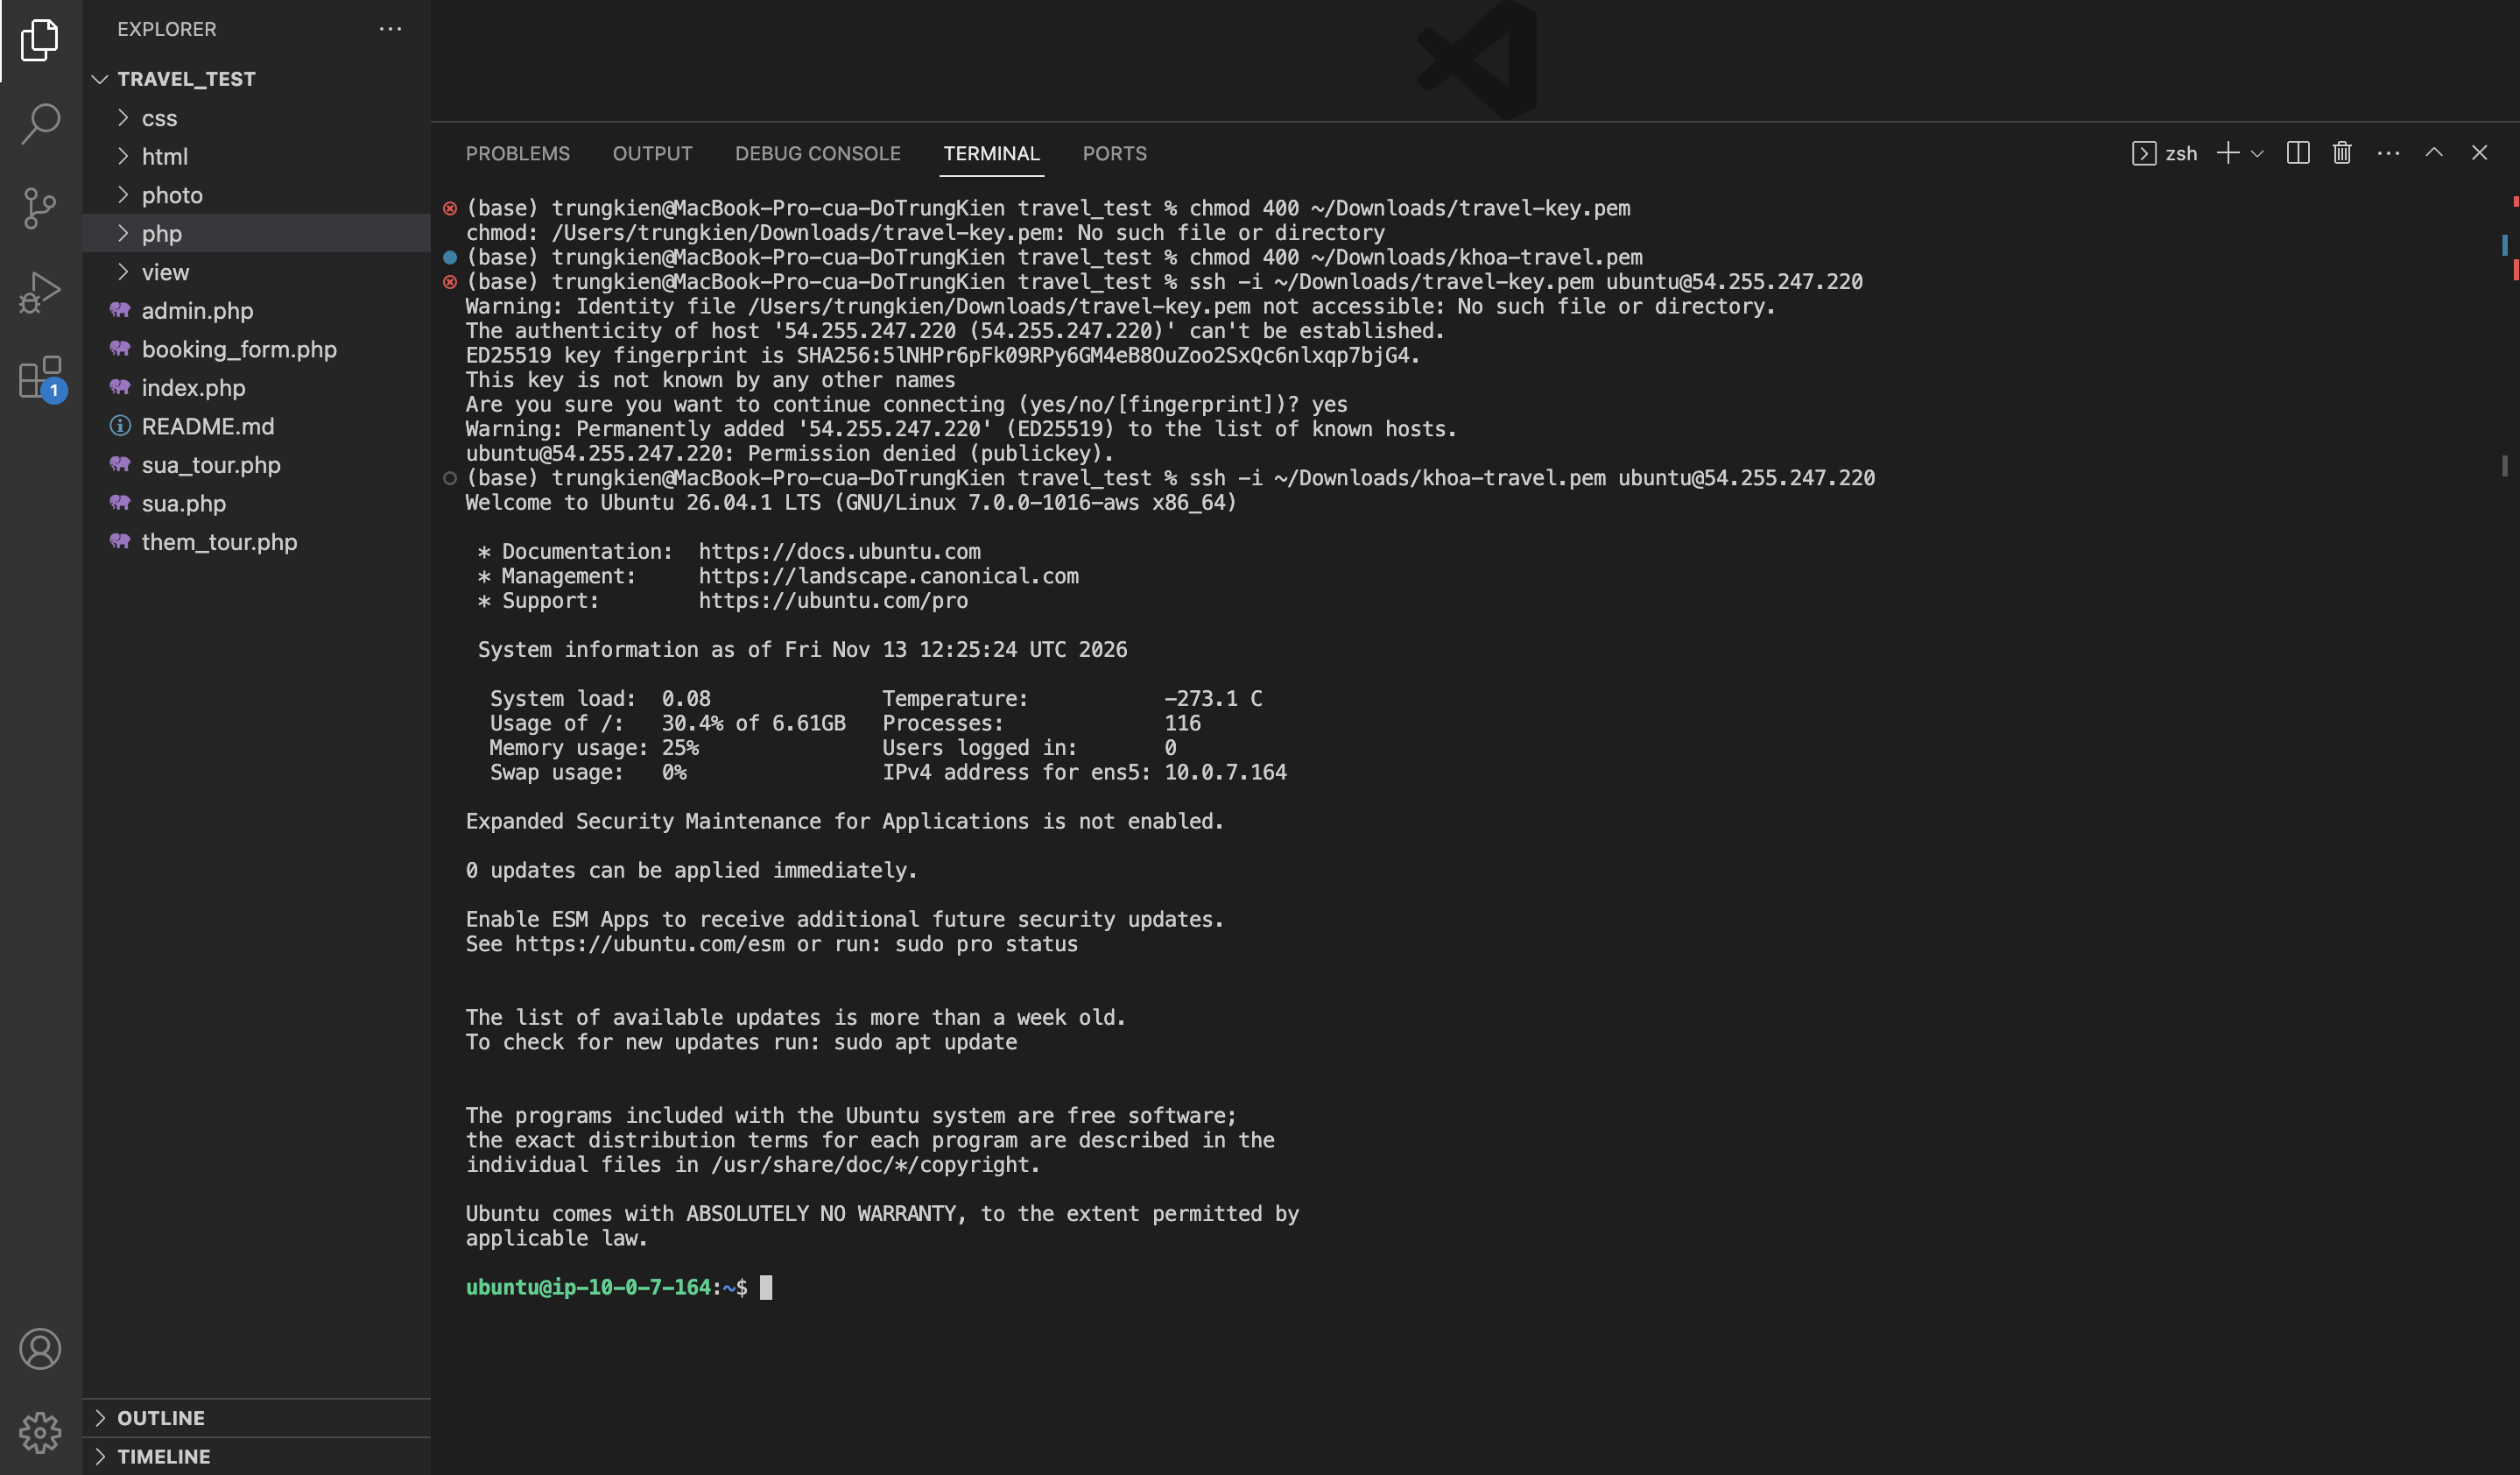 EXPLORER
TRAVEL_TEST
css
html
photo
php
view
admin.php
booking_form.php
index.php
README.md
sua_tour.php
sua.php
them_tour.php
1
OUTLINE
TIMELINE
PROBLEMS OUTPUT DEBUG CONSOLE TERMINAL PORTS
zsh
(base) trungkien@MacBook-Pro-cua-DoTrungKien travel_test % chmod 400 ~/Downloads/travel-key.pem
chmod: /Users/trungkien/Downloads/travel-key.pem: No such file or directory
(base) trungkien@MacBook-Pro-cua-DoTrungKien travel_test % chmod 400 ~/Downloads/khoa-travel.pem
(base) trungkien@MacBook-Pro-cua-DoTrungKien travel_test % ssh -i ~/Downloads/travel-key.pem ubuntu@54.255.247.220
Warning: Identity file /Users/trungkien/Downloads/travel-key.pem not accessible: No such file or directory.
The authenticity of host '54.255.247.220 (54.255.247.220)' can't be established.
ED25519 key fingerprint is SHA256:5lNHPr6pFk09RPy6GM4eB8OuZoo2SxQc6nlxqp7bjG4.
This key is not known by any other names
Are you sure you want to continue connecting (yes/no/[fingerprint])? yes
Warning: Permanently added '54.255.247.220' (ED25519) to the list of known hosts.
ubuntu@54.255.247.220: Permission denied (publickey).
(base) trungkien@MacBook-Pro-cua-DoTrungKien travel_test % ssh -i ~/Downloads/khoa-travel.pem ubuntu@54.255.247.220
Welcome to Ubuntu 26.04.1 LTS (GNU/Linux 7.0.0-1016-aws x86_64)
* Documentation: https://docs.ubuntu.com
* Management: https://landscape.canonical.com
* Support: https://ubuntu.com/pro
System information as of Fri Nov 13 12:25:24 UTC 2026
System load: 0.08 Temperature: -273.1 C
Usage of /: 30.4% of 6.61GB Processes: 116
Memory usage: 25% Users logged in: 0
Swap usage: 0% IPv4 address for ens5: 10.0.7.164
Expanded Security Maintenance for Applications is not enabled.
0 updates can be applied immediately.
Enable ESM Apps to receive additional future security updates.
See https://ubuntu.com/esm or run: sudo pro status
The list of available updates is more than a week old.
To check for new updates run: sudo apt update
The programs included with the Ubuntu system are free software;
the exact distribution terms for each program are described in the
individual files in /usr/share/doc/*/copyright.
Ubuntu comes with ABSOLUTELY NO WARRANTY, to the extent permitted by
applicable law.
ubuntu@ip-10-0-7-164:~$